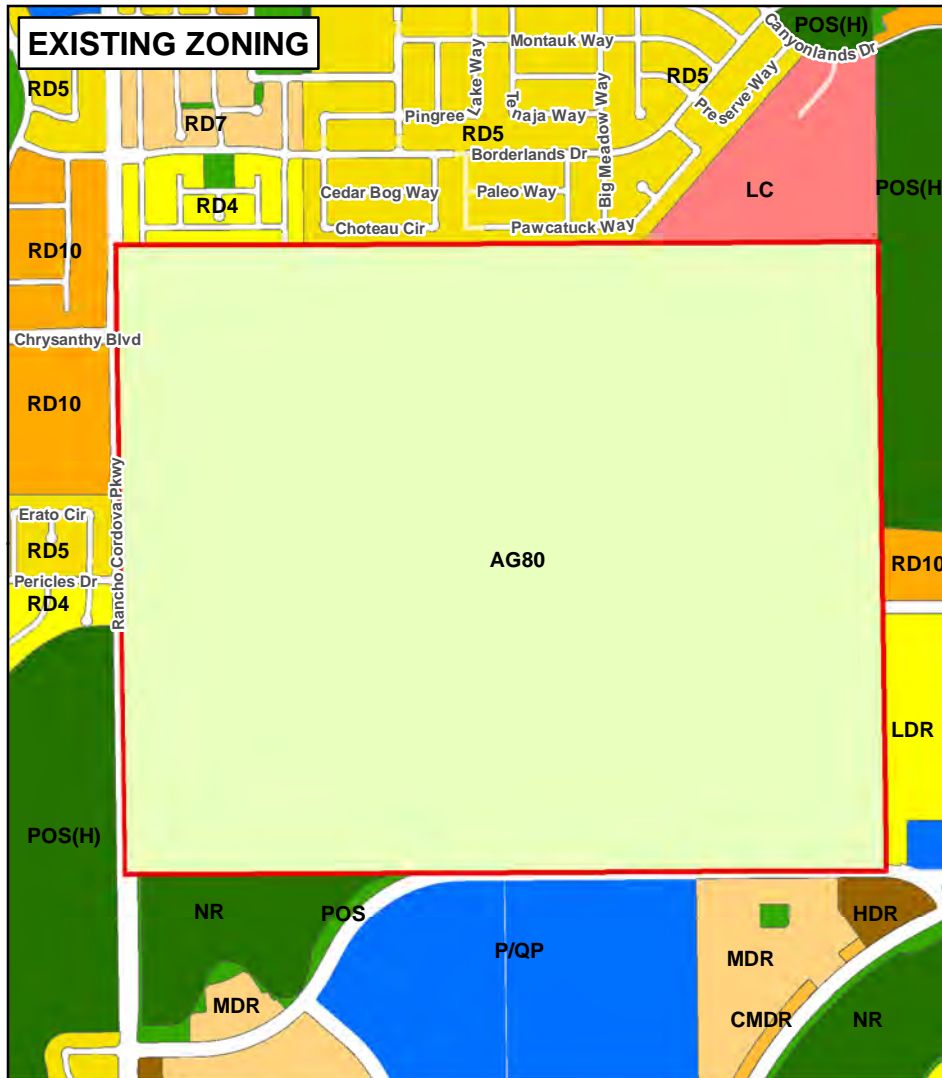 EXISTING ZONING
POS(H)
Canyonlands Dr
Montauk Way
Lake Way
RD5
RD5
Preserve Way
Big Meadow Way
Pingree
Tenaja Way
RD7
RD5
Borderlands Dr
Cedar Bog Way
Paleo Way
LC
POS(H
RD4
Choteau Cir
Pawcatuck Way
RD10
Chrysanthy Blvd
RD10
Rancho Cordova Pkwy
Erato Cir
RD5
AG80
RD10
Pericles Dr
RD4
LDR
POS(H)
NR
POS
HDR
P/QP
MDR
MDR
CMDR
NR